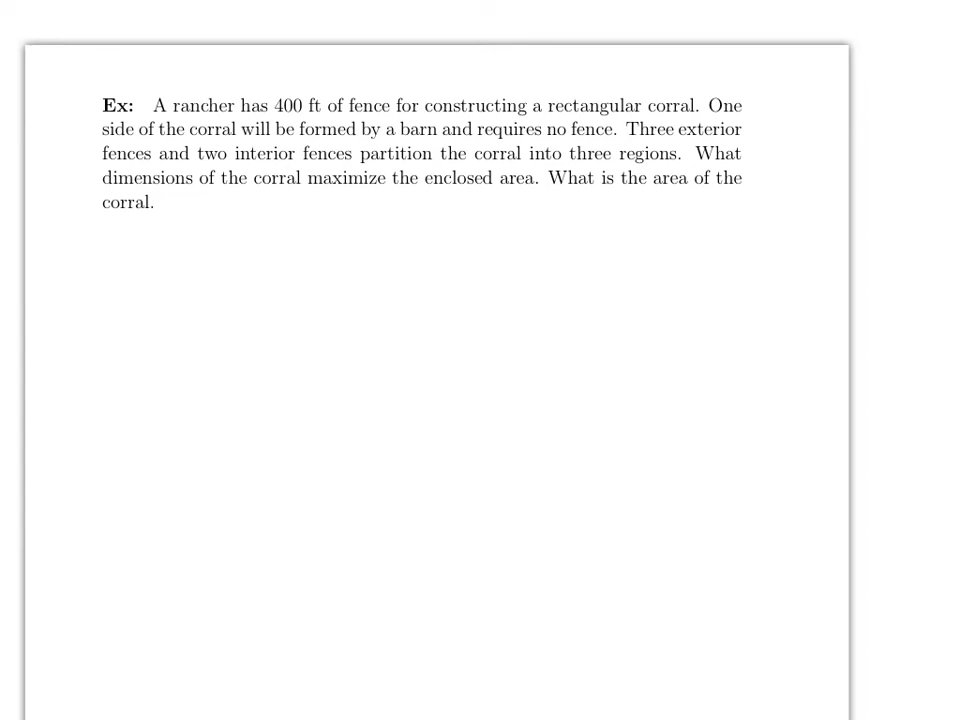 Ex: A rancher has 400 ft of fence for constructing a rectangular corral. One
side of the corral will be formed by a barn and requires no fence. Three exterior
fences and two interior fences partition the corral into three regions. What
dimensions of the corral maximize the enclosed area. What is the area of the
corral.